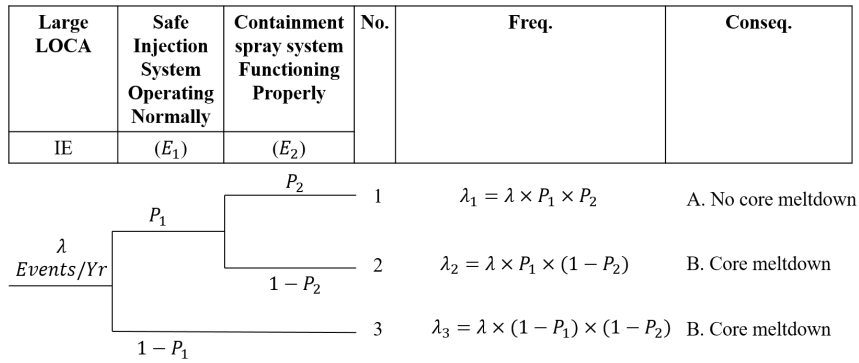 Large
LOCA
Safe
Injection
System
Operating
Normally
Containment
spray system
Functioning
Properly
No.
Freq.
Conseq.
IE
(E₁)
(E₂)
P₂
1
λ₁ = λ × P₁ × P₂
A. No core meltdown
P₁
λ
Events/Yr
2
λ₂ = λ × P₁ × (1 − P₂)
B. Core meltdown
1 − P₂
3
λ₃ = λ × (1 − P₁) × (1 − P₂)
B. Core meltdown
1 − P₁